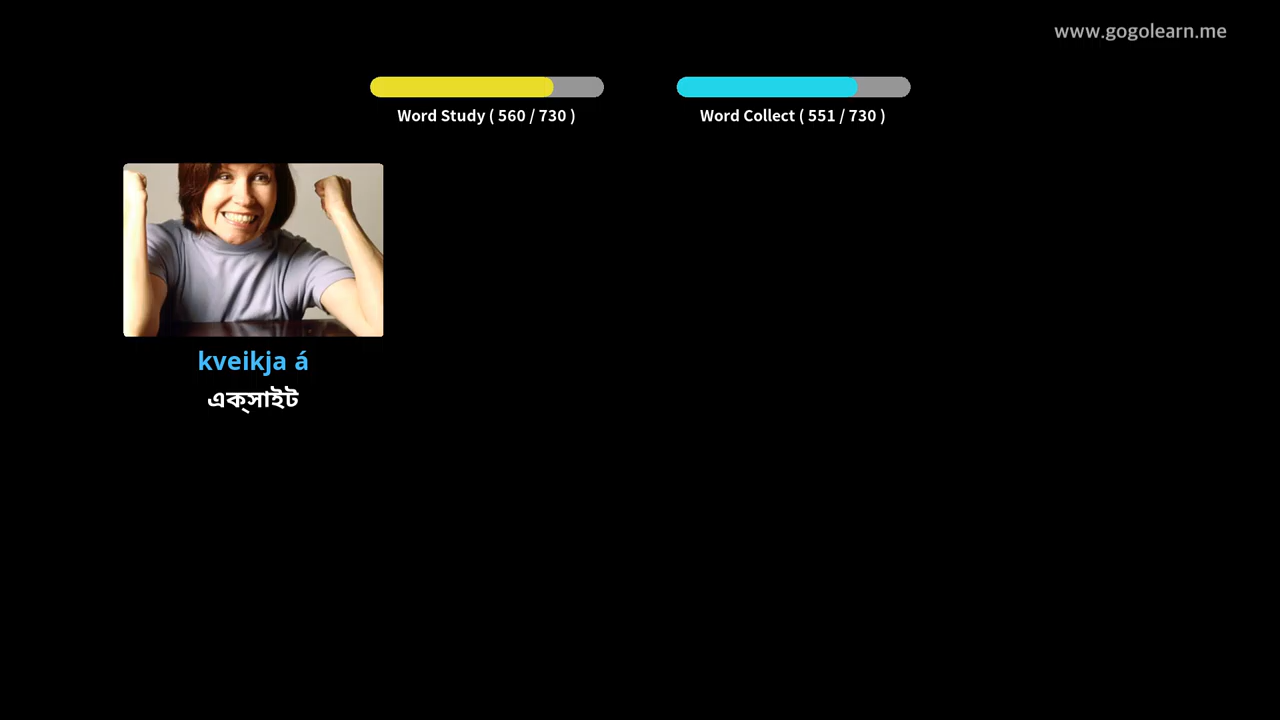 www.gogolearn.me
Word Study ( 560 / 730 )
Word Collect ( 551 / 730 )
kveikja á
এক্সাইট